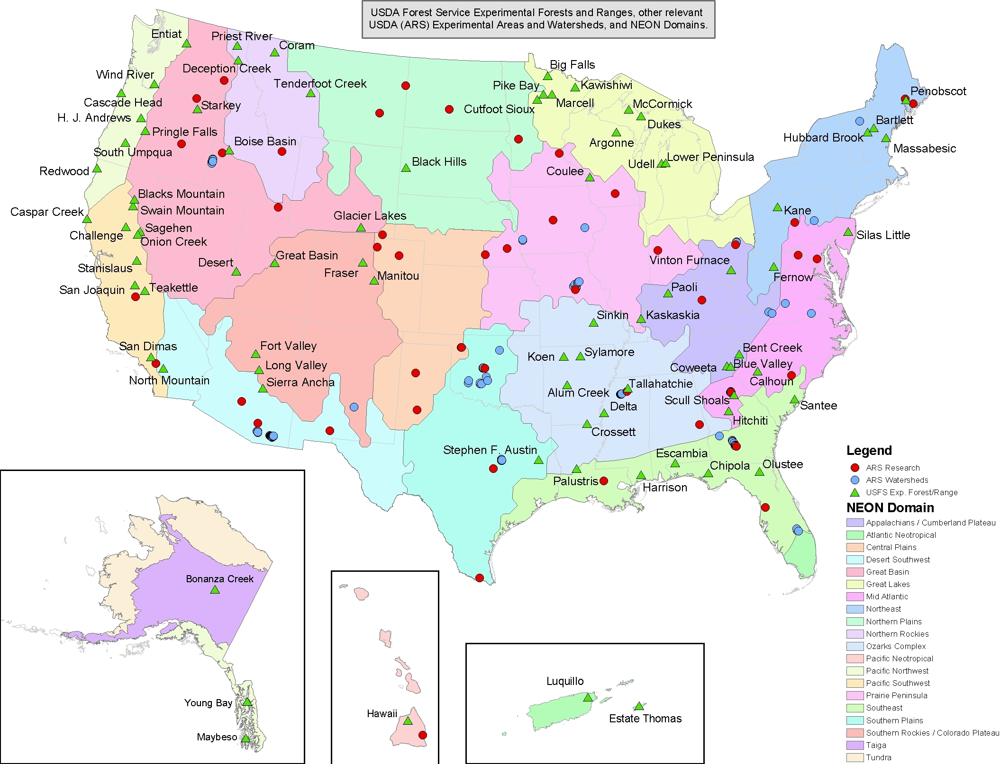 USDA Forest Service Experimental Forests and Ranges, other relevant
USDA (ARS) Experimental Areas and Watersheds, and NEON Domains.
Entiat
Priest River
Coram
Deception Creek
Big Falls
Wind River
Tenderfoot Creek
Pike Bay
Kawishiwi
Penobscot
Cascade Head
Starkey
Marcell
McCormick
Cutfoot Sioux
H. J. Andrews
Bartlett
Dukes
Pringle Falls
Hubbard Brook
Boise Basin
Argonne
Massabesic
South Umpqua
Lower Peninsula
Black Hills
Udell
Redwood
Coulee
Blacks Mountain
Swain Mountain
Kane
Caspar Creek
Glacier Lakes
Sagehen
Challenge
Silas Little
Onion Creek
Great Basin
Vinton Furnace
Desert
Stanislaus
Fraser
Manitou
Fernow
Teakettle
Paoli
San Joaquin
Sinkin
Kaskaskia
San Dimas
Fort Valley
Bent Creek
Koen
Sylamore
Long Valley
Blue Valley
Coweeta
North Mountain
Sierra Ancha
Calhoun
Tallahatchie
Alum Creek
Scull Shoals
Delta
Santee
Hitchiti
Crossett
Stephen F. Austin
Escambia
Chipola
Olustee
Palustris
Harrison
Bonanza Creek
Young Bay
Maybeso
Hawaii
Luquillo
Estate Thomas
Legend
ARS Research
ARS Watersheds
USFS Exp. Forest/Range
NEON Domain
Appalachians / Cumberland Plateau
Atlantic Neotropical
Central Plains
Desert Southwest
Great Basin
Great Lakes
Mid Atlantic
Northeast
Northern Plains
Northern Rockies
Ozarks Complex
Pacific Neotropical
Pacific Northwest
Pacific Southwest
Prairie Peninsula
Southeast
Southern Plains
Southern Rockies / Colorado Plateau
Taiga
Tundra